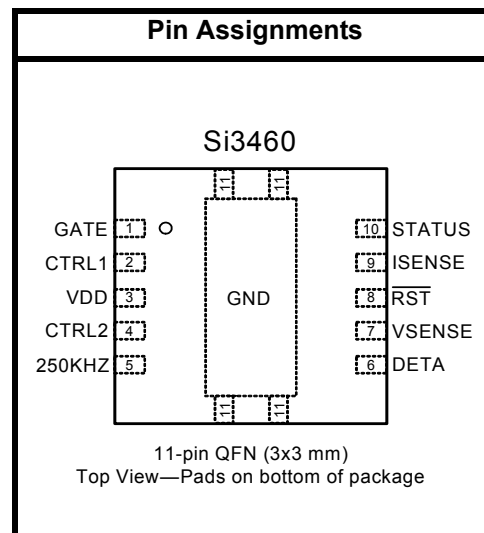 Pin Assignments
Si3460
11 11
GATE 1 10 STATUS
CTRL1 2 9 ISENSE
VDD 3 GND 8 RST
CTRL2 4 7 VSENSE
250KHZ 5 6 DETA
11 11
11-pin QFN (3x3 mm)
Top View—Pads on bottom of package